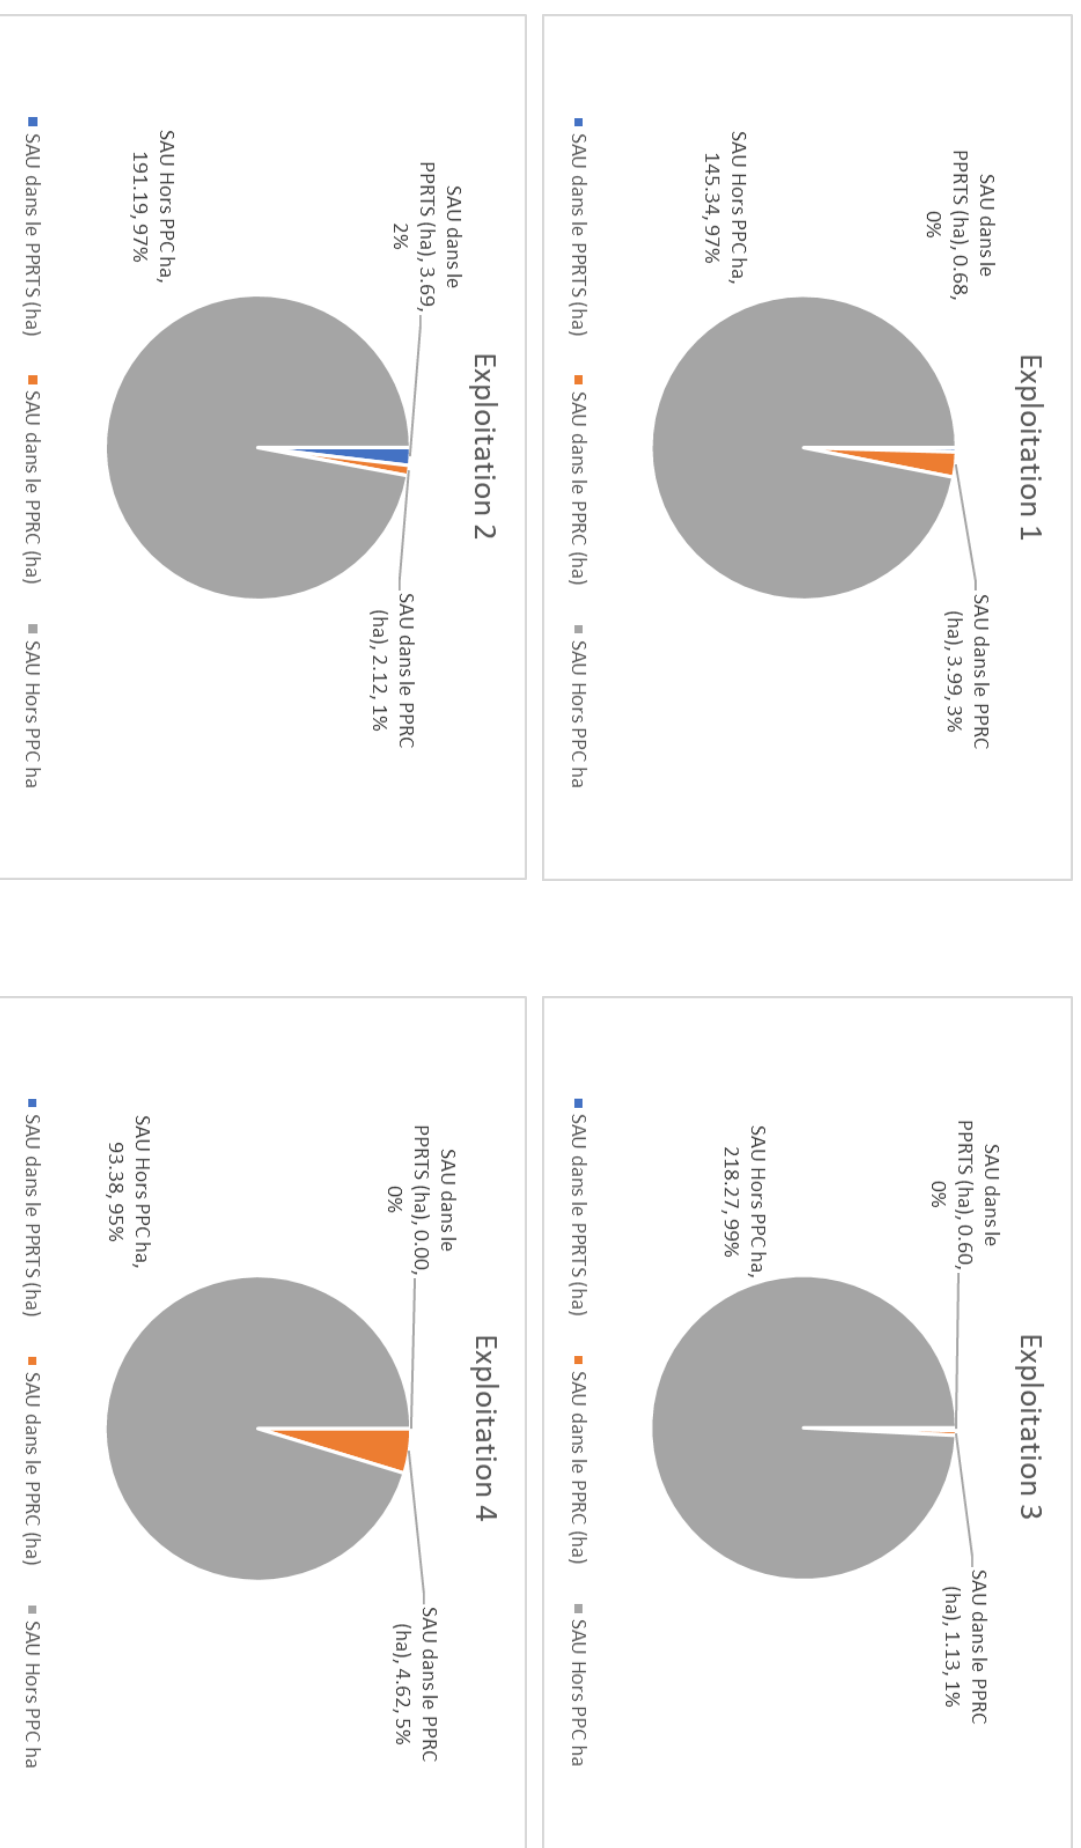 Exploitation 1
SAU dans le
PPRTS (ha), 0.68,
0%
SAU dans le PPRC
(ha), 3.99, 3%
SAU Hors PPC ha,
145.34, 97%
SAU dans le PPRTS (ha)
SAU dans le PPRC (ha)
SAU Hors PPC ha
Exploitation 3
SAU dans le
PPRTS (ha), 0.60,
0%
SAU dans le PPRC
(ha), 1.13, 1%
SAU Hors PPC ha,
218.27, 99%
SAU dans le PPRTS (ha)
SAU dans le PPRC (ha)
SAU Hors PPC ha
Exploitation 2
SAU dans le
PPRTS (ha), 3.69,
2%
SAU dans le PPRC
(ha), 2.12, 1%
SAU Hors PPC ha,
191.19, 97%
SAU dans le PPRTS (ha)
SAU dans le PPRC (ha)
SAU Hors PPC ha
Exploitation 4
SAU dans le
PPRTS (ha), 0.00,
0%
SAU dans le PPRC
(ha), 4.62, 5%
SAU Hors PPC ha,
93.38, 95%
SAU dans le PPRTS (ha)
SAU dans le PPRC (ha)
SAU Hors PPC ha